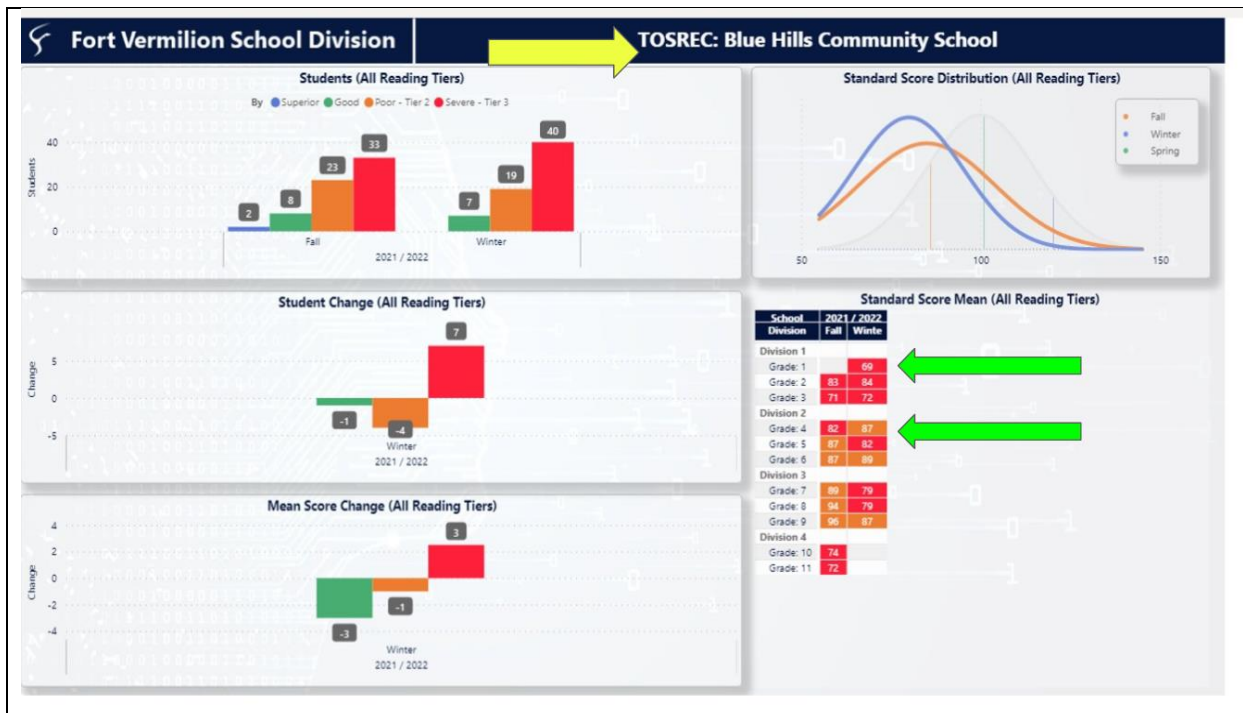 Fort Vermilion School Division
TOSREC: Blue Hills Community School
Students (All Reading Tiers)
By Superior Good Poor - Tier 2 Severe - Tier 3
Students
40
20
0
2
8
23
33
7
19
40
Fall
Winter
2021 / 2022
Standard Score Distribution (All Reading Tiers)
Fall
Winter
Spring
50
100
150
Student Change (All Reading Tiers)
Change
5
0
-5
-1
-4
7
Winter
2021 / 2022
Mean Score Change (All Reading Tiers)
Change
4
2
0
-2
-4
-3
-1
3
Winter
2021 / 2022
Standard Score Mean (All Reading Tiers)
School 2021 / 2022
Division Fall Winte
Division 1
Grade: 1 69
Grade: 2 83 84
Grade: 3 71 72
Division 2
Grade: 4 82 87
Grade: 5 87 82
Grade: 6 87 89
Division 3
Grade: 7 89 79
Grade: 8 94 79
Grade: 9 96 87
Division 4
Grade: 10 74
Grade: 11 72